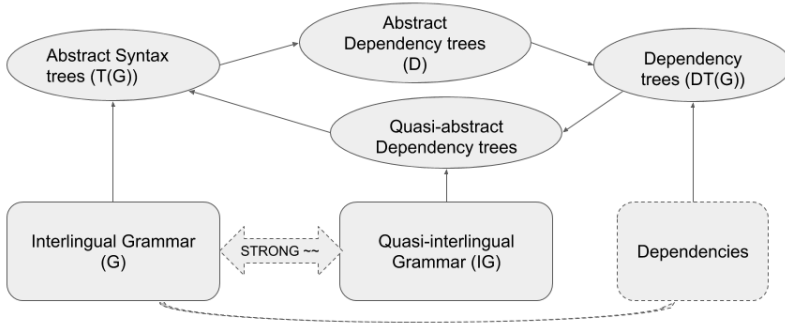 Abstract Syntax
trees (T(G))
Abstract
Dependency trees
(D)
Dependency
trees (DT(G))
Quasi-abstract
Dependency trees
Interlingual Grammar
(G)
STRONG ~~
Quasi-interlingual
Grammar (IG)
Dependencies